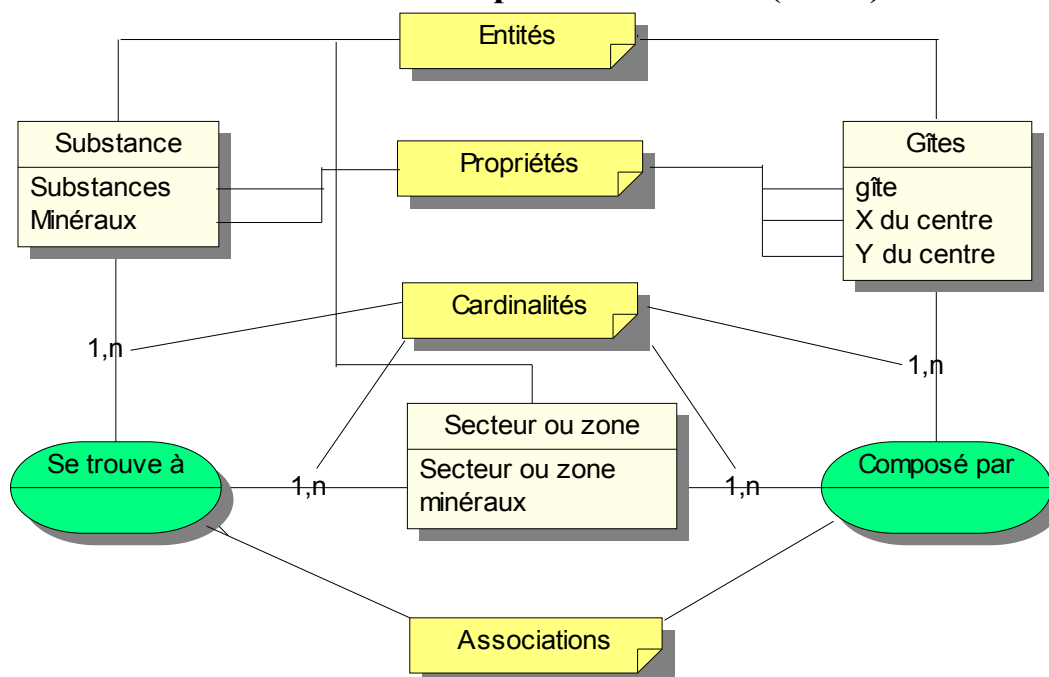 Entités
Substance
Gîtes
Propriétés
Substances
Minéraux
gîte
X du centre
Y du centre
Cardinalités
1,n
1,n
Secteur ou zone
Se trouve à
Composé par
Secteur ou zone
minéraux
1,n
1,n
Associations